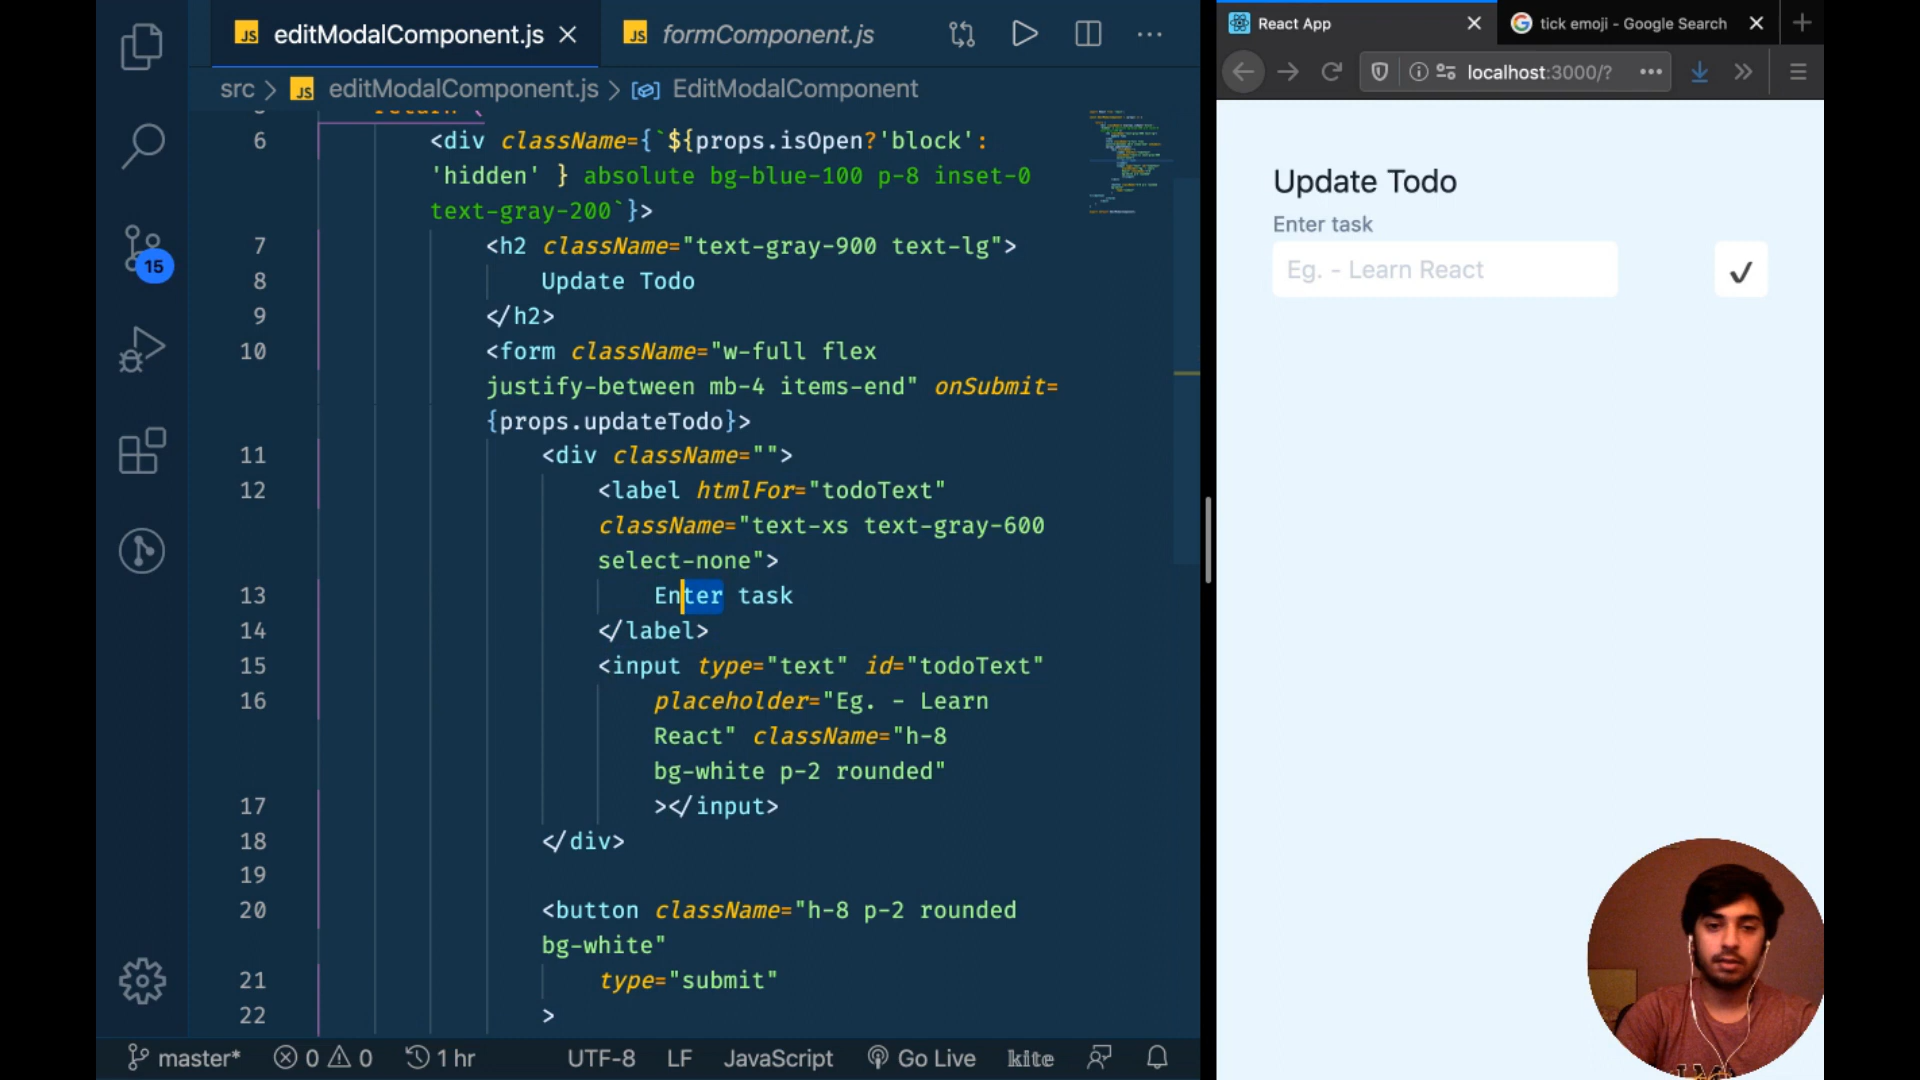 JS editModalComponent.js
JS formComponent.js
src > JS editModalComponent.js > EditModalComponent
6 <div className={`${props.isOpen?'block':
'hidden' } absolute bg-blue-100 p-8 inset-0
text-gray-200`}>
7 <h2 className="text-gray-900 text-lg">
8 Update Todo
9 </h2>
10 <form className="w-full flex
justify-between mb-4 items-end" onSubmit=
{props.updateTodo}>
11 <div className="">
12 <label htmlFor="todoText"
className="text-xs text-gray-600
select-none">
13 Enter task
14 </label>
15 <input type="text" id="todoText"
16 placeholder="Eg. - Learn
React" className="h-8
bg-white p-2 rounded"
17 ></input>
18 </div>
19
20 <button className="h-8 p-2 rounded
bg-white"
21 type="submit"
22 >
15
master* 0 0 1 hr UTF-8 LF JavaScript Go Live kite
React App
tick emoji - Google Search
localhost:3000/?
Update Todo
Enter task
Eg. - Learn React